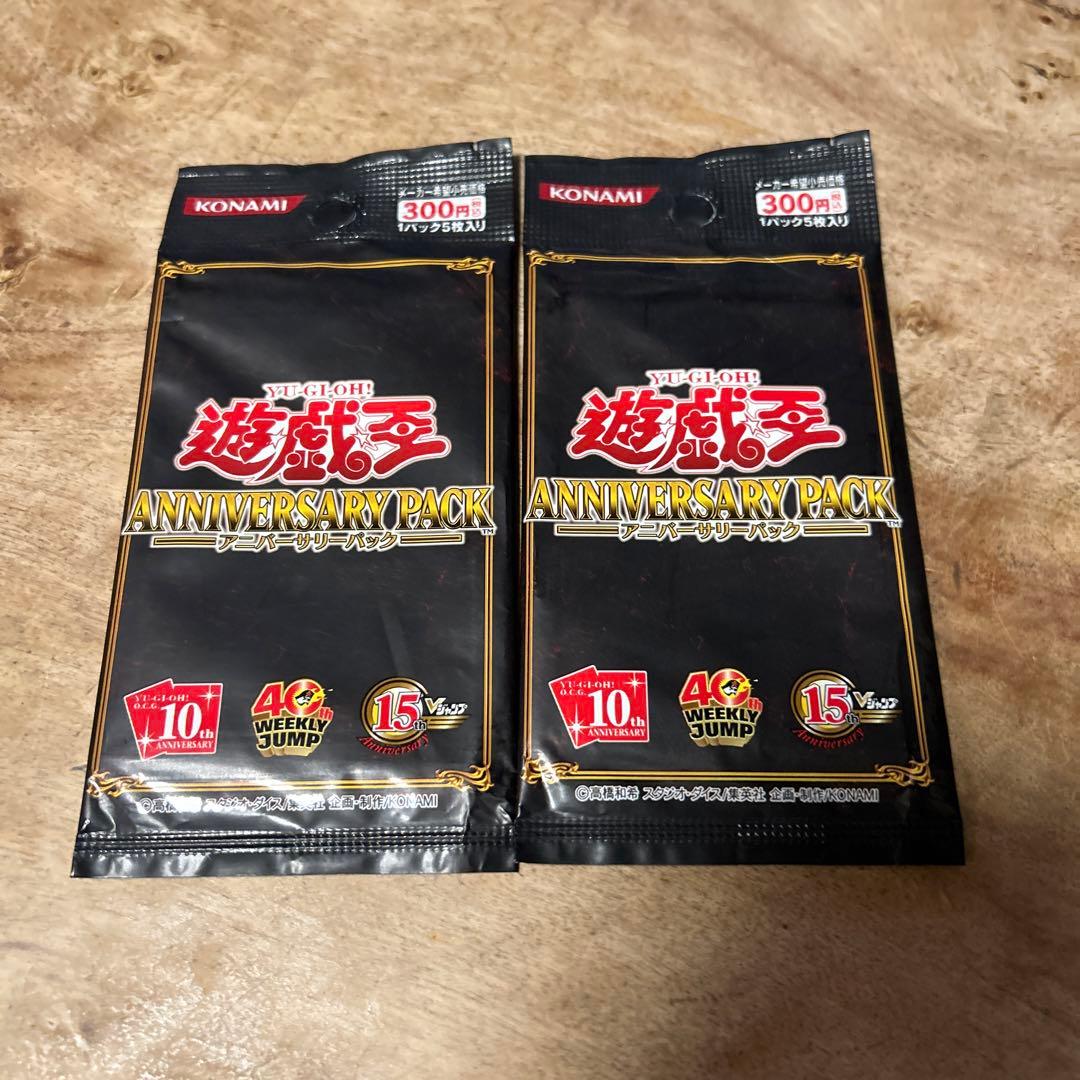 KONAMI
メーカー希望小売価格
300円税込
1パック5枚入り
YU-GI-OH!
遊戯王
ANNIVERSARY PACK™
アニバーサリーパック
YU-GI-OH!
O.C.G.
10th
ANNIVERSARY
40th
WEEKLY
JUMP
15th
Anniversary
Vジャンプ
©高橋和希 スタジオ・ダイス/集英社 企画・制作/KONAMI
KONAMI
メーカー希望小売価格
300円税込
1パック5枚入り
YU-GI-OH!
遊戯王
ANNIVERSARY PACK™
アニバーサリーパック
YU-GI-OH!
O.C.G.
10th
ANNIVERSARY
40th
WEEKLY
JUMP
15th
Anniversary
Vジャンプ
©高橋和希 スタジオ・ダイス/集英社 企画・制作/KONAMI